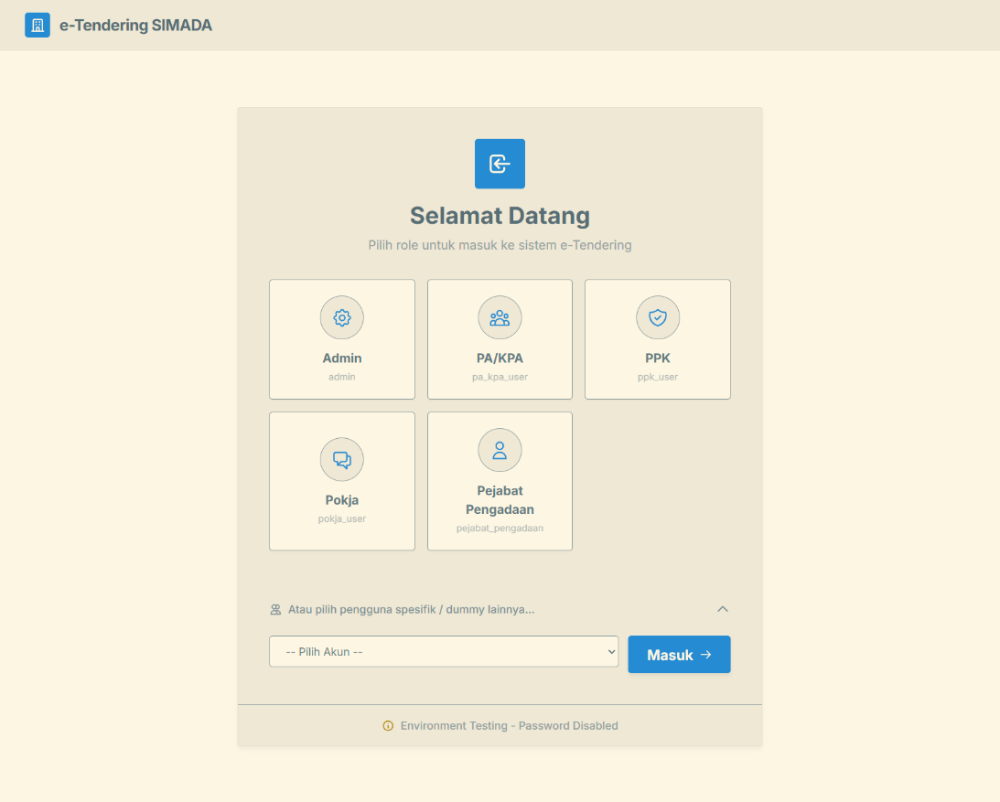 e-Tendering SIMADA
Selamat Datang
Pilih role untuk masuk ke sistem e-Tendering
Admin
admin
PA/KPA
pa_kpa_user
PPK
ppk_user
Pokja
pokja_user
Pejabat
Pengadaan
pejabat_pengadaan
Atau pilih pengguna spesifik / dummy lainnya...
-- Pilih Akun --
Masuk →
Environment Testing - Password Disabled